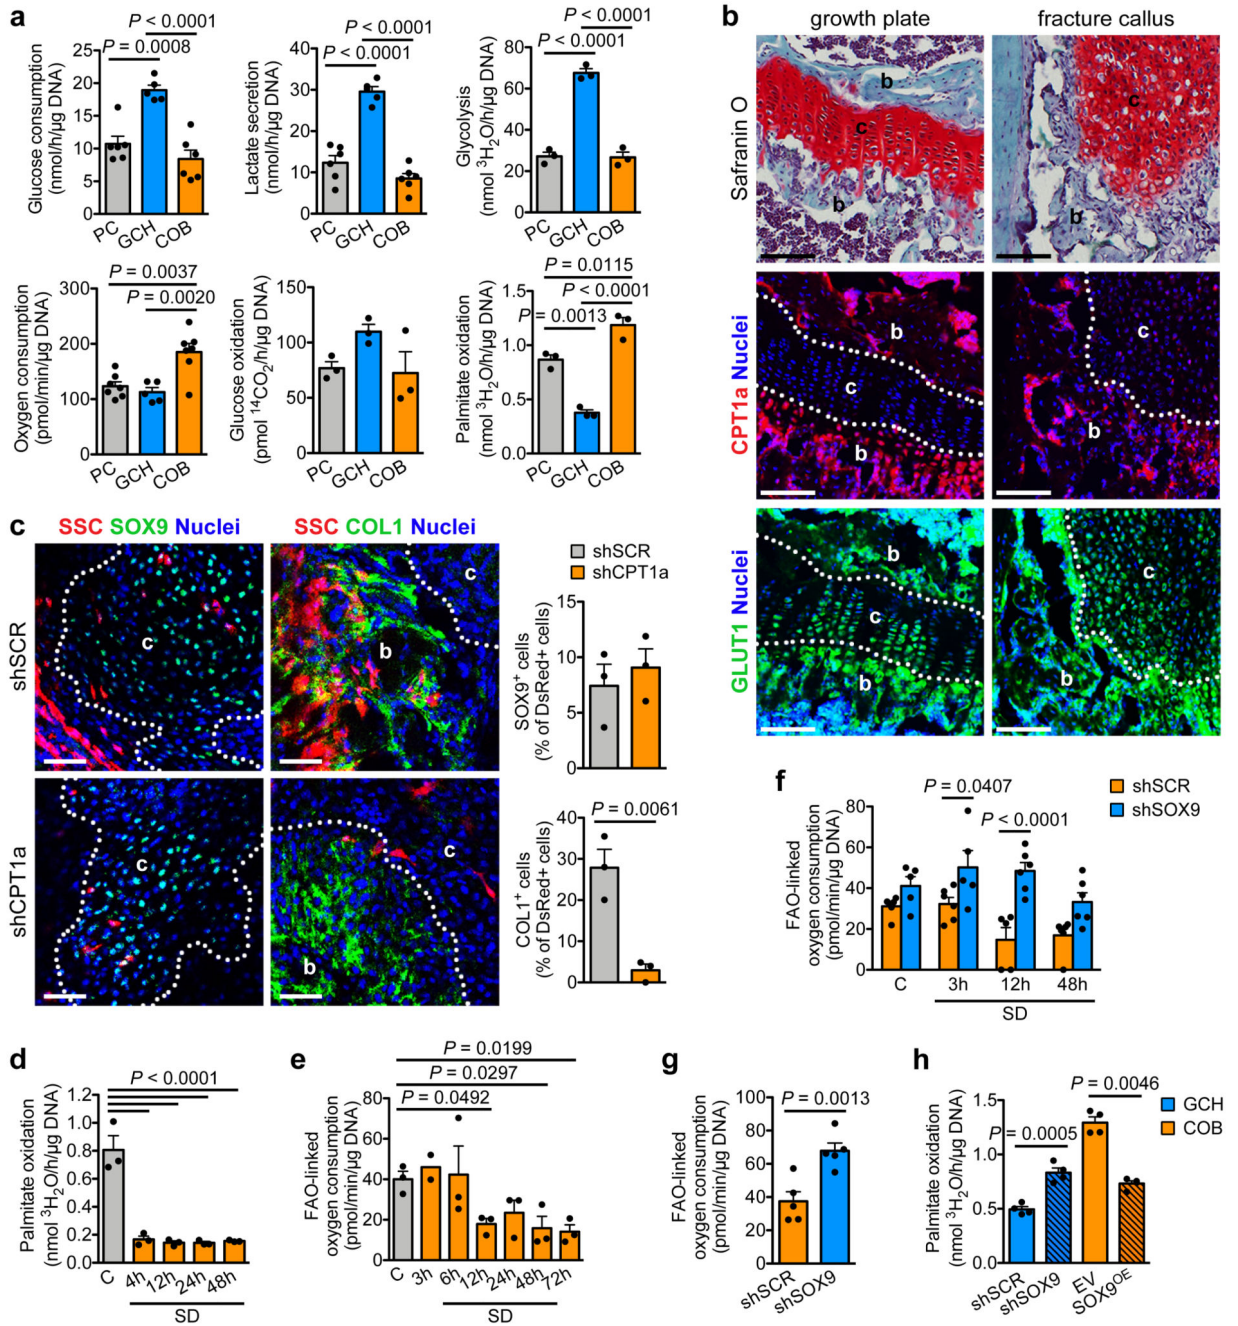 a
P < 0.0001
P = 0.0008
Glucose consumption
(nmol/h/µg DNA)
25
20
15
10
5
0
PC
GCH
COB
P < 0.0001
P < 0.0001
Lactate secretion
(nmol/h/µg DNA)
40
30
20
10
0
PC
GCH
COB
P < 0.0001
P < 0.0001
Glycolysis
(nmol ³H₂O/h/µg DNA)
80
60
40
20
0
PC
GCH
COB
P = 0.0037
P = 0.0020
Oxygen consumption
(pmol/min/µg DNA)
300
200
100
0
PC
GCH
COB
Glucose oxidation
(pmol ¹⁴CO₂/h/µg DNA)
150
100
50
0
PC
GCH
COB
P = 0.0115
P < 0.0001
P = 0.0013
Palmitate oxidation
(nmol ³H₂O/h/µg DNA)
1.5
1.0
0.5
0.0
PC
GCH
COB
b
growth plate
fracture callus
Safranin O
b
c
b
c
b
CPT1a Nuclei
b
c
b
c
b
GLUT1 Nuclei
b
c
b
c
b
c
SSC SOX9 Nuclei
SSC COL1 Nuclei
shSCR
c
c
b
shCPT1a
c
c
b
shSCR
shCPT1a
SOX9⁺ cells
(% of DsRed+ cells)
15
10
5
0
P = 0.0061
COL1⁺ cells
(% of DsRed+ cells)
40
30
20
10
0
d
P < 0.0001
Palmitate oxidation
(nmol ³H₂O/h/µg DNA)
1.2
1.0
0.8
0.6
0.4
0.2
0.0
C
4h
12h
24h
48h
SD
e
P = 0.0199
P = 0.0297
P = 0.0492
FAO-linked
oxygen consumption
(pmol/min/µg DNA)
80
60
40
20
0
C
3h
6h
12h
24h
48h
72h
SD
f
shSCR
shSOX9
P = 0.0407
P < 0.0001
FAO-linked
oxygen consumption
(pmol/min/µg DNA)
80
60
40
20
0
C
3h
12h
48h
SD
g
P = 0.0013
FAO-linked
oxygen consumption
(pmol/min/µg DNA)
100
80
60
40
20
0
shSCR
shSOX9
h
P = 0.0046
P = 0.0005
GCH
COB
Palmitate oxidation
(nmol ³H₂O/h/µg DNA)
1.5
1.0
0.5
0.0
shSCR
shSOX9
EV
SOX9ᴼᴱ